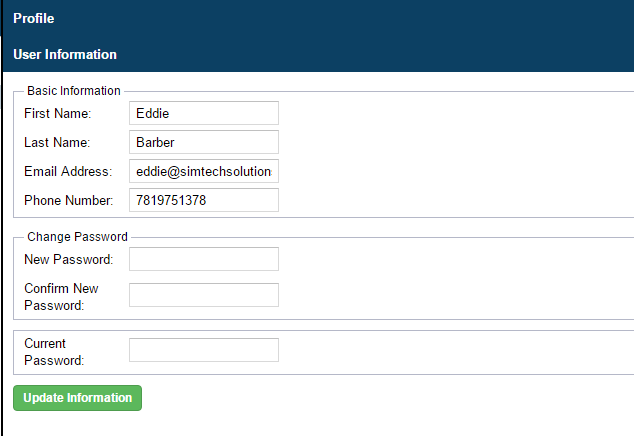 Profile
User Information
Basic Information
First Name: Eddie
Last Name: Barber
Email Address: eddie@simtechsolution
Phone Number: 7819751378
Change Password
New Password:
Confirm New
Password:
Current
Password:
Update Information